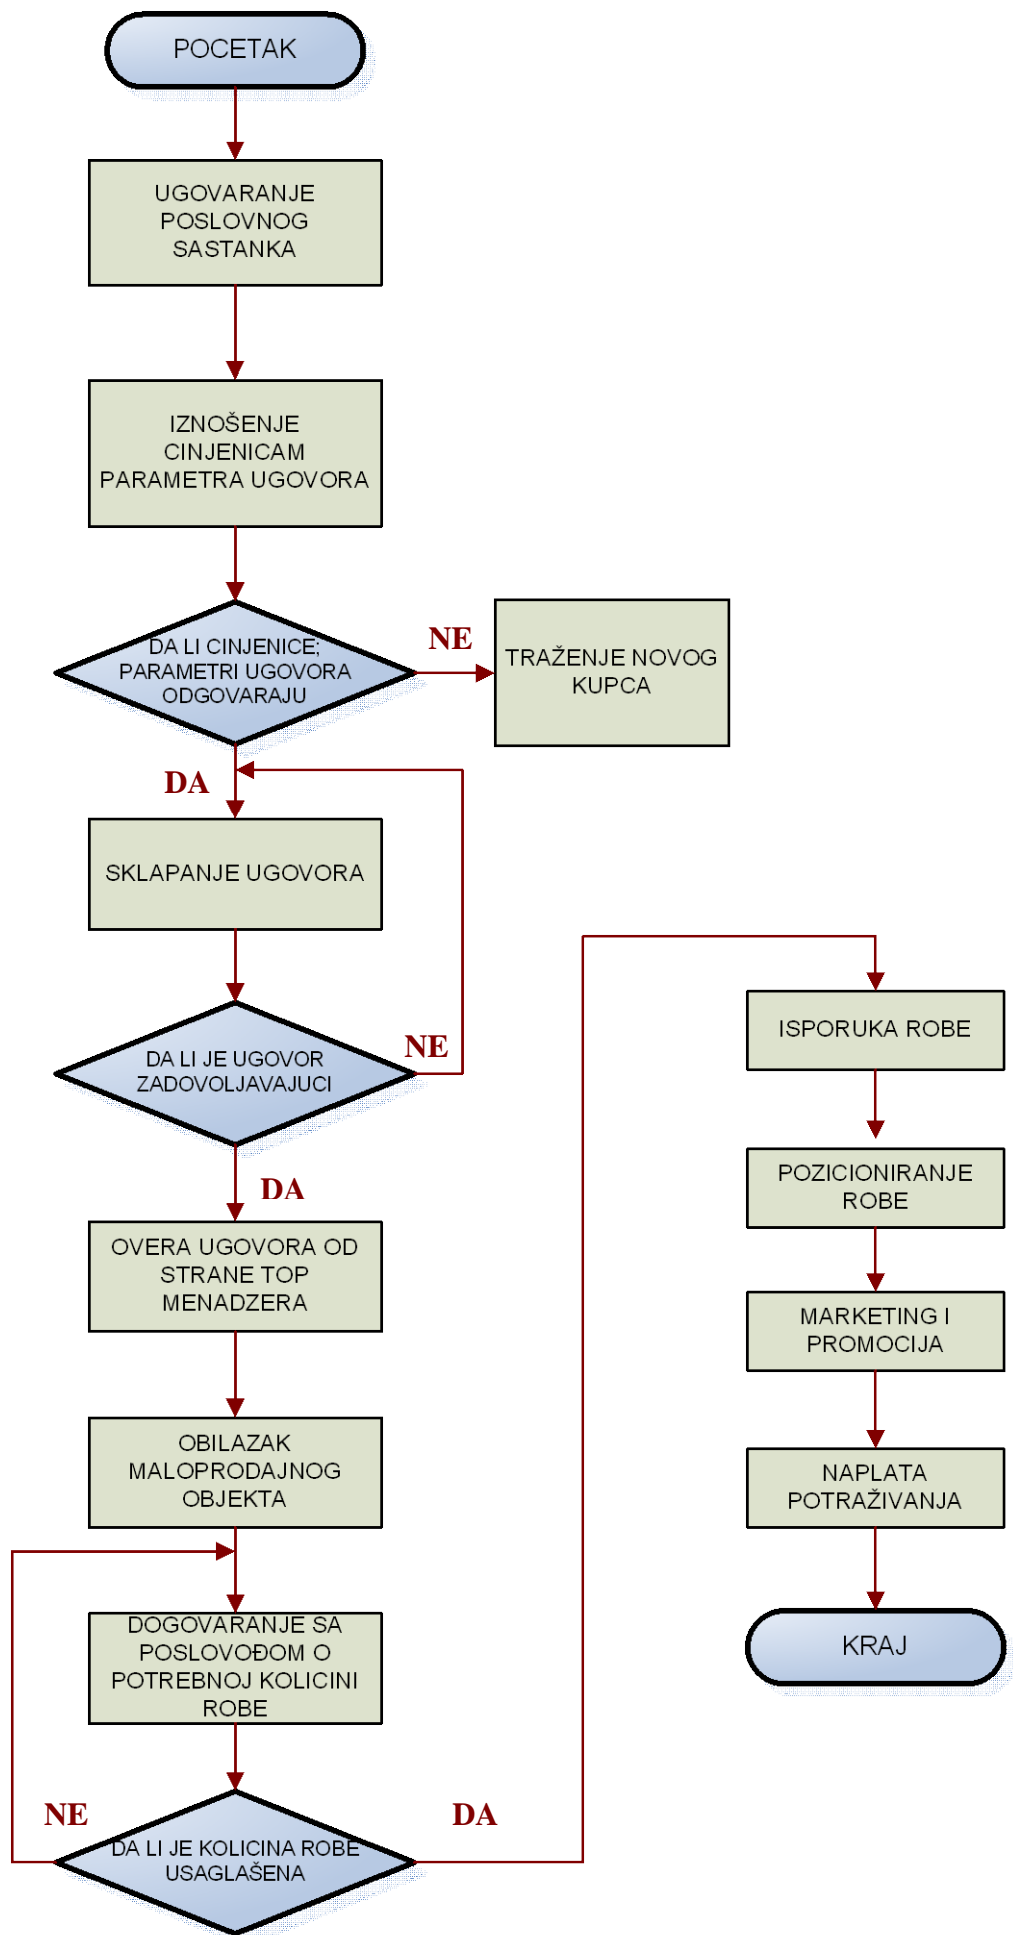 POCETAK
UGOVARANJE
POSLOVNOG
SASTANKA
IZNOŠENJE
CINJENICAM
PARAMETRA UGOVORA
DA LI CINJENICE;
PARAMETRI UGOVORA
ODGOVARAJU
NE
TRAŽENJE NOVOG
KUPCA
DA
SKLAPANJE UGOVORA
DA LI JE UGOVOR
ZADOVOLJAVAJUCI
NE
DA
OVERA UGOVORA OD
STRANE TOP
MENADZERA
OBILAZAK
MALOPRODAJNOG
OBJEKTA
DOGOVARANJE SA
POSLOVOĐOM O
POTREBNOJ KOLICINI
ROBE
DA LI JE KOLICINA ROBE
USAGLAŠENA
NE
DA
ISPORUKA ROBE
POZICIONIRANJE
ROBE
MARKETING I
PROMOCIJA
NAPLATA
POTRAŽIVANJA
KRAJ